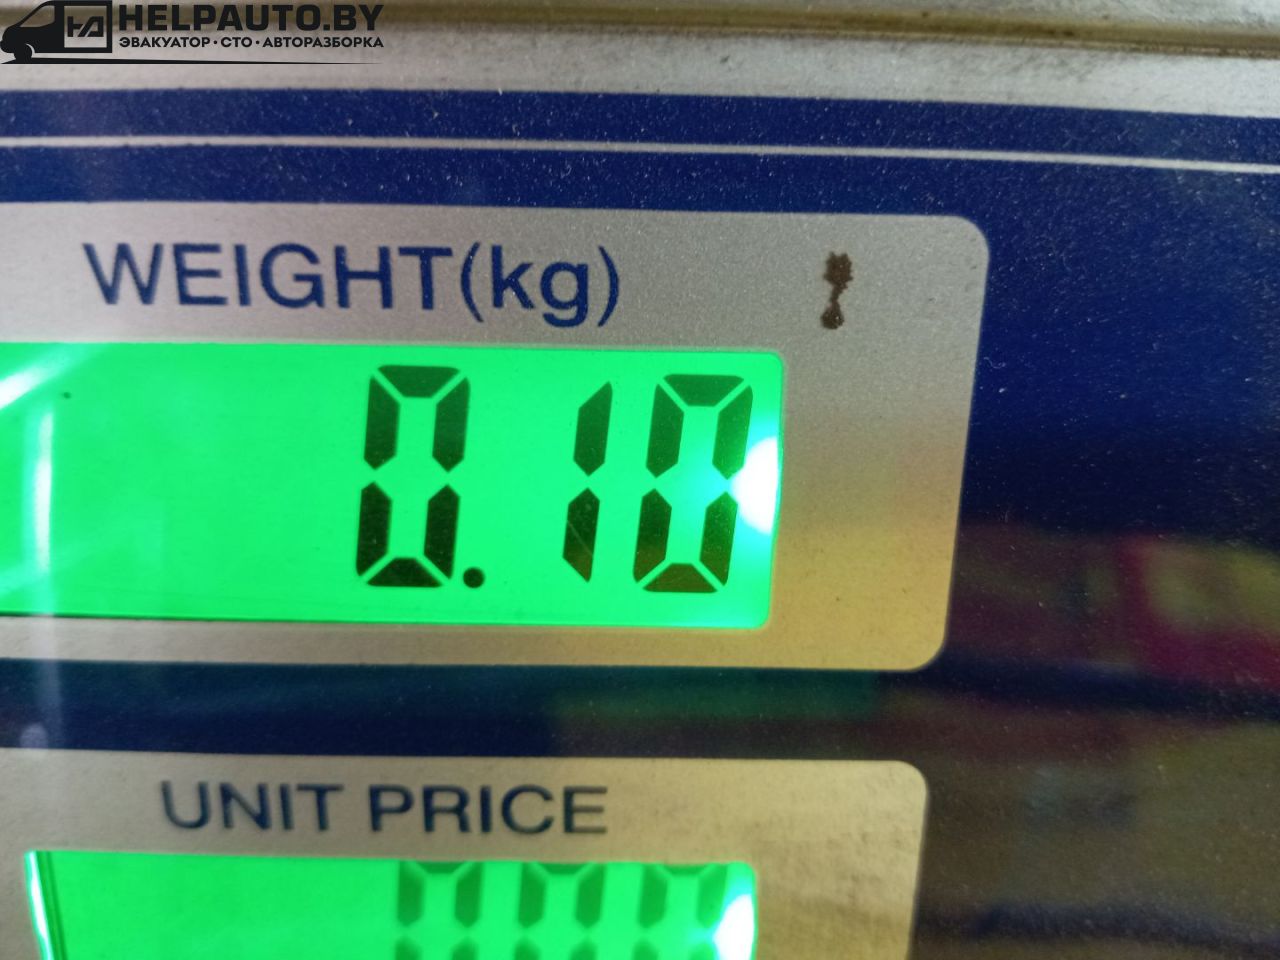 HELPAUTO.BY
ЭВАКУАТОР · СТО · АВТОРАЗБОРКА
WEIGHT(kg)
0.10
UNIT PRICE